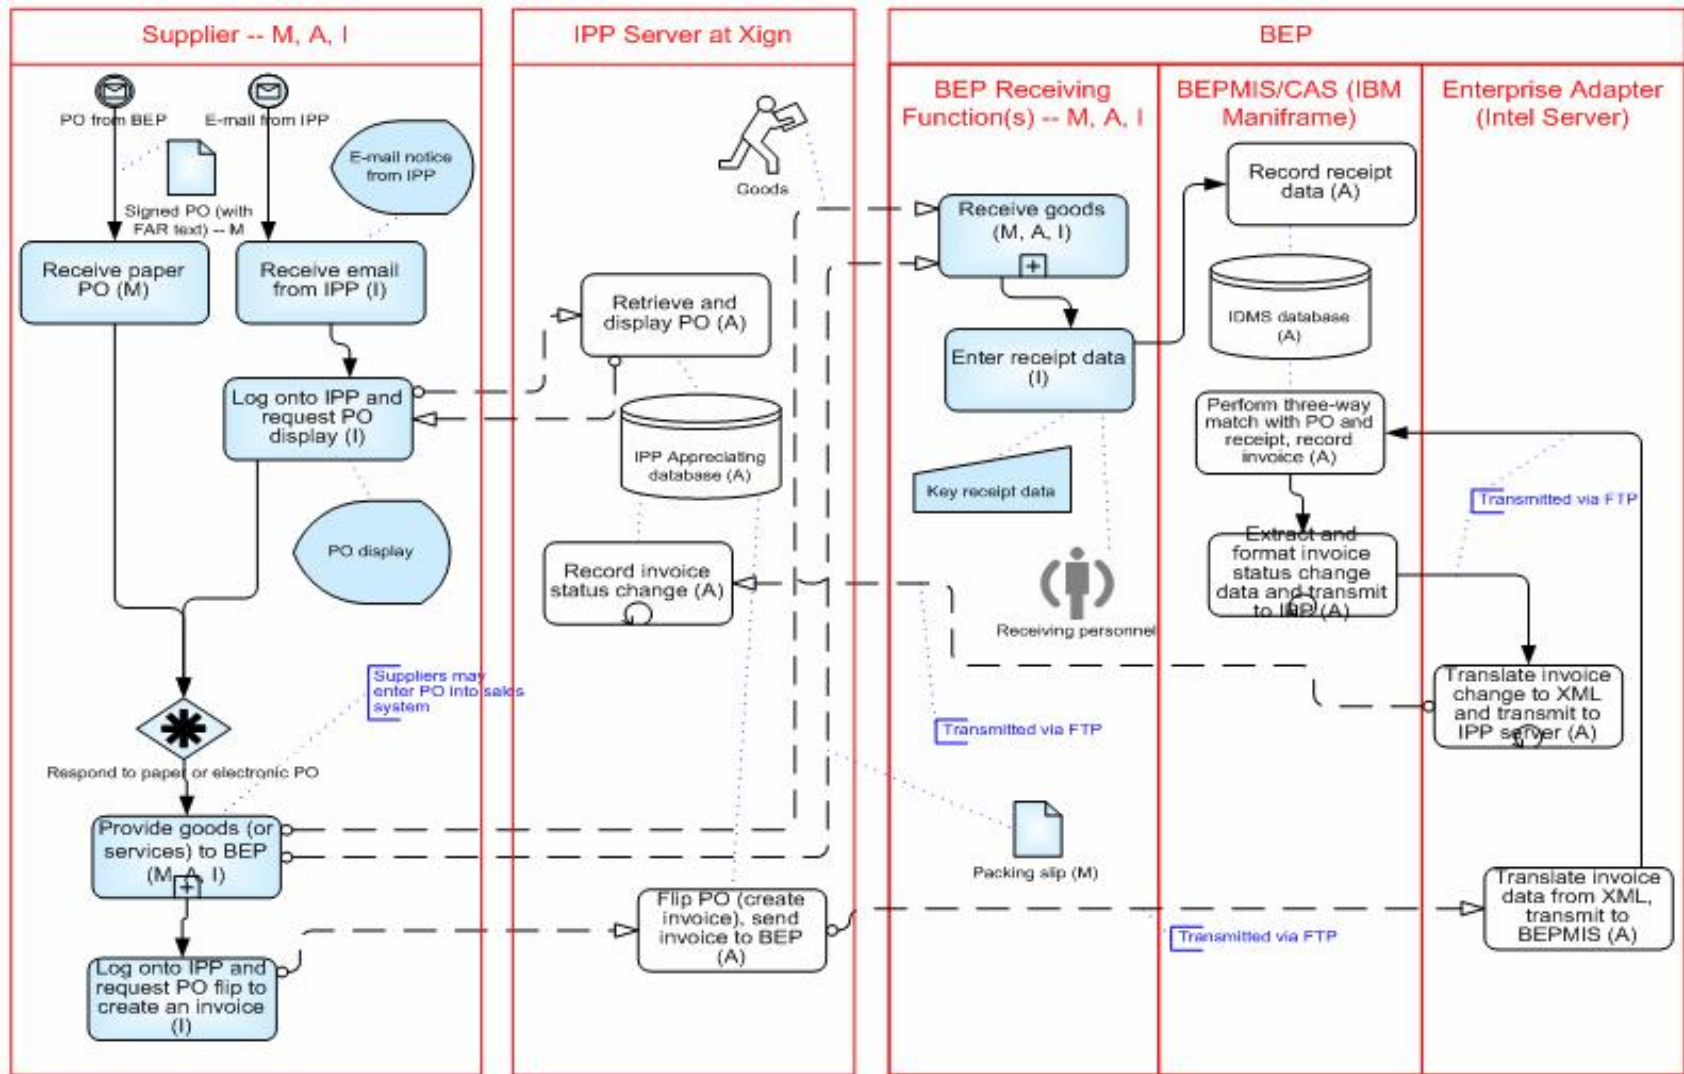 Supplier -- M, A, I
IPP Server at Xign
BEP
BEP Receiving
Function(s) -- M, A, I
BEPMIS/CAS (IBM
Maniframe)
Enterprise Adapter
(Intel Server)
PO from BEP
E-mail from IPP
E-mail notice
from IPP
Signed PO (with
FAR text) -- M
Receive paper
PO (M)
Receive email
from IPP (I)
Log onto IPP and
request PO
display (I)
PO display
Suppliers may
enter PO into sales
system
Respond to paper or electronic PO
Provide goods (or
services) to BEP
(M, A, I)
Log onto IPP and
request PO flip to
create an invoice
(I)
Goods
Retrieve and
display PO (A)
IPP Appreciating
database (A)
Record invoice
status change (A)
Flip PO (create
invoice), send
invoice to BEP
(A)
Receive goods
(M, A, I)
Enter receipt data
(I)
Key receipt data
Receiving personnel
Transmitted via FTP
Packing slip (M)
Record receipt
data (A)
IDMS database
(A)
Perform three-way
match with PO and
receipt, record
invoice (A)
Extract and
format invoice
status change
data and transmit
to IPP (A)
Transmitted via FTP
Transmitted via FTP
Translate invoice
change to XML
and transmit to
IPP server (A)
Translate invoice
data from XML,
transmit to
BEPMIS (A)